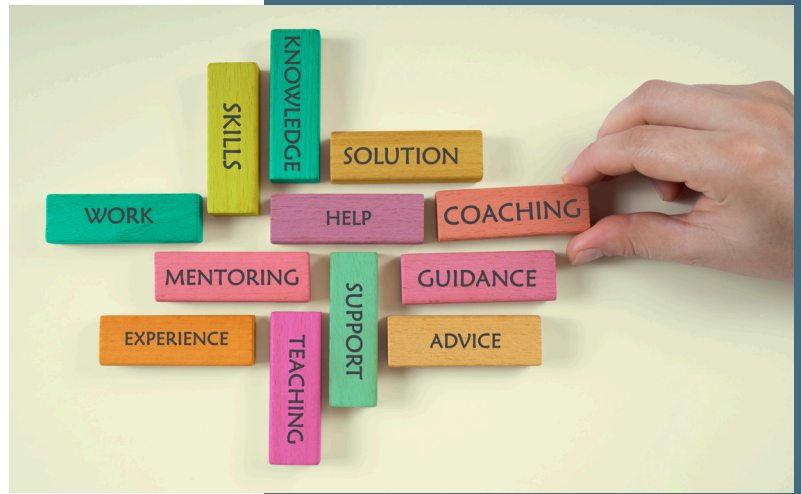 KNOWLEDGE
SKILLS
SOLUTION
WORK
HELP
COACHING
MENTORING
SUPPORT
GUIDANCE
EXPERIENCE
TEACHING
ADVICE